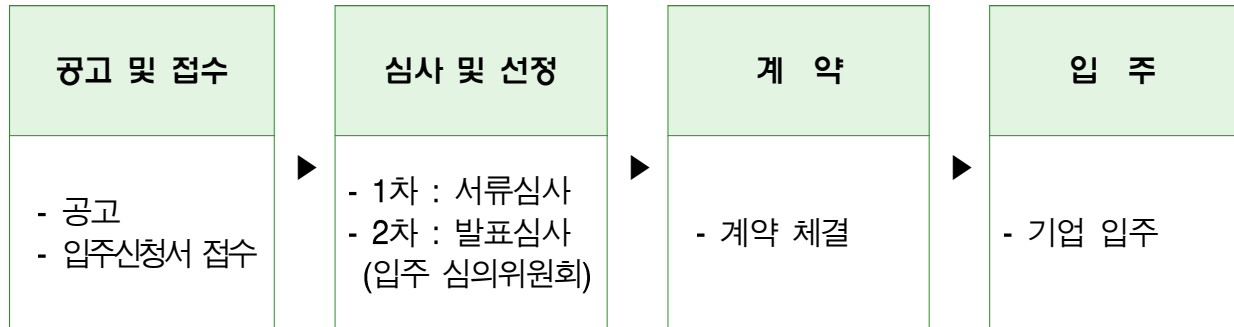 공고 및 접수
- 공고
- 입주신청서 접수
▶
심사 및 선정
- 1차 : 서류심사
- 2차 : 발표심사
(입주 심의위원회)
▶
계 약
- 계약 체결
▶
입 주
- 기업 입주